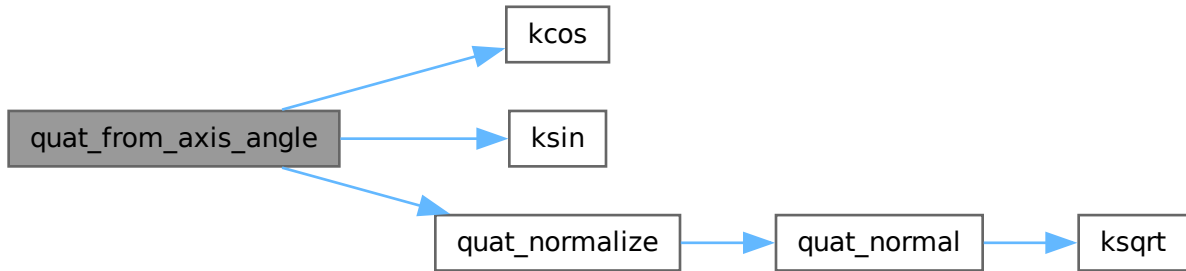 kcos
quat_from_axis_angle
ksin
quat_normalize
quat_normal
ksqrt